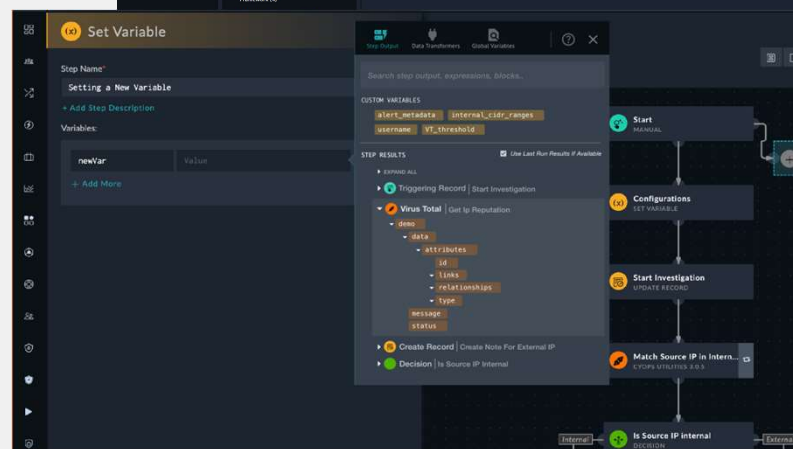 Set Variable
Step Name*
Setting a New Variable
+ Add Step Description
Variables:
newVar
Value
+ Add More
Step Output
Data Transformers
Global Variables
Search step output, expressions, blocks..
CUSTOM VARIABLES
alert_metadata
internal_cidr_ranges
username
VT_threshold
STEP RESULTS
Use Last Run Results If Available
EXPAND ALL
Triggering Record | Start Investigation
Virus Total | Get Ip Reputation
demo
data
attributes
id
links
relationships
type
message
status
Create Record | Create Note For External IP
Decision | Is Source IP Internal
Start
MANUAL
Configurations
SET VARIABLE
Start Investigation
UPDATE RECORD
Match Source IP in Intern...
CYOPS UTILITIES 3.0.5
Internal
Is Source IP internal
DECISION
Externa